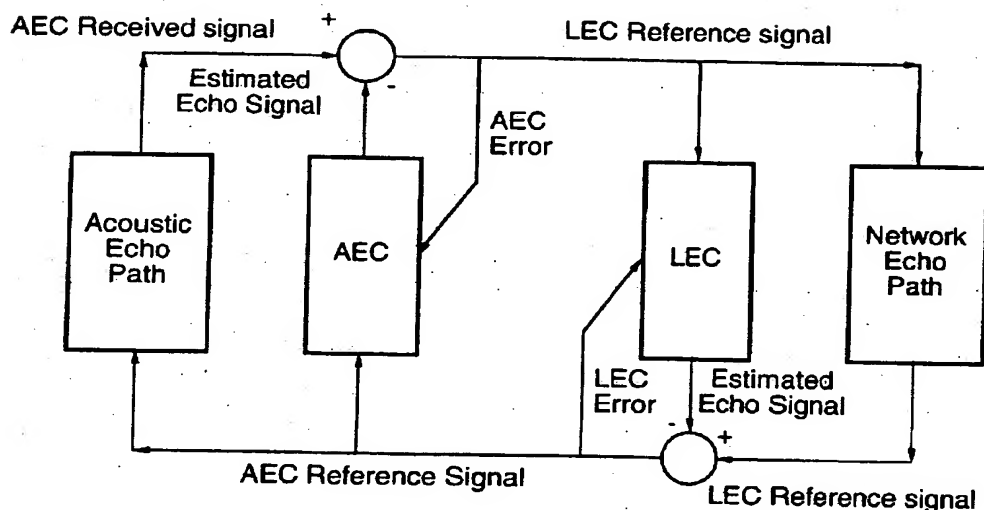 AEC Received signal
+
LEC Reference signal
Estimated
Echo Signal
-
AEC
Error
Acoustic
Echo
Path
AEC
LEC
Network
Echo
Path
LEC
Error
Estimated
Echo Signal
-
+
AEC Reference Signal
LEC Reference signal